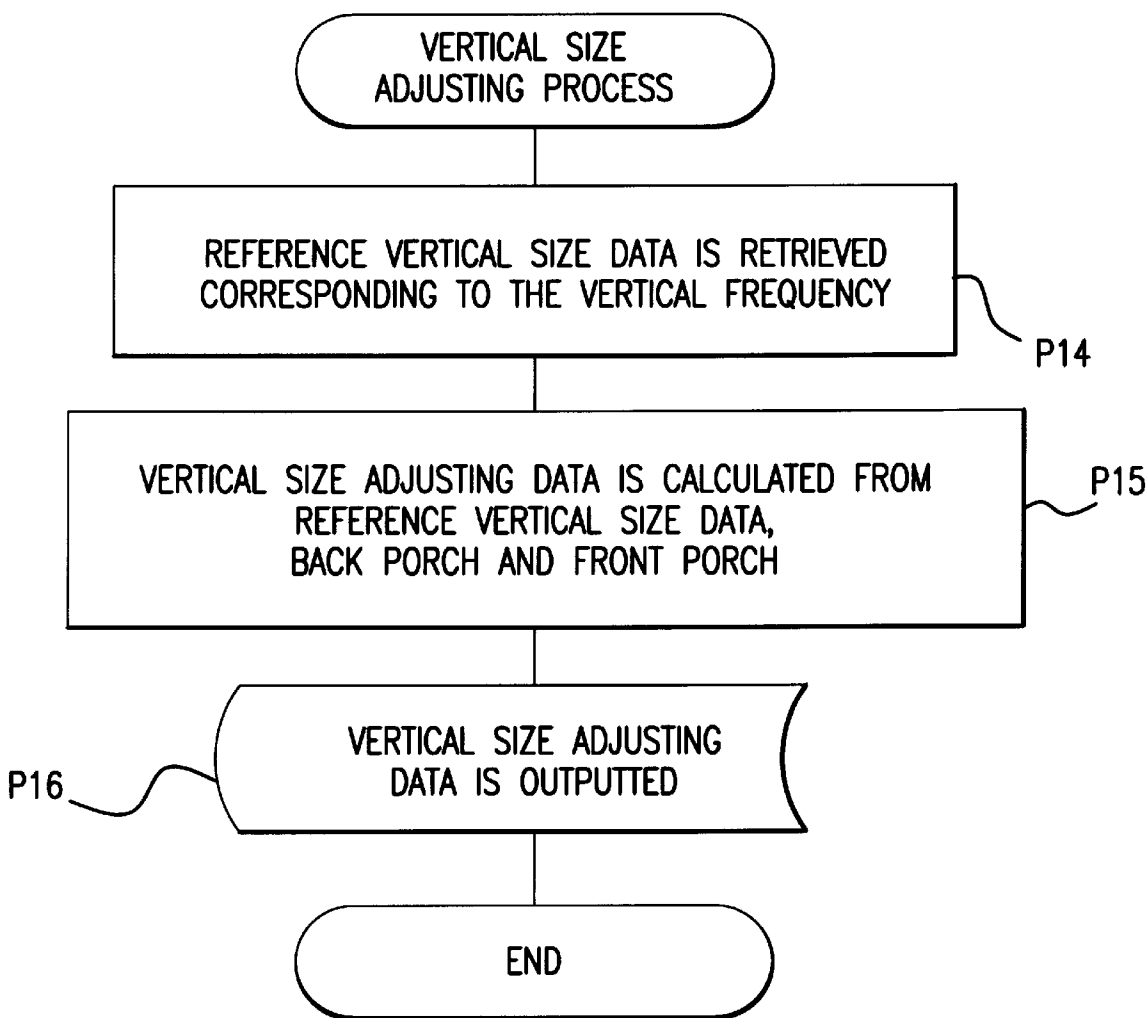 VERTICAL SIZE
ADJUSTING PROCESS
REFERENCE VERTICAL SIZE DATA IS RETRIEVED
CORRESPONDING TO THE VERTICAL FREQUENCY
P14
VERTICAL SIZE ADJUSTING DATA IS CALCULATED FROM
REFERENCE VERTICAL SIZE DATA,
BACK PORCH AND FRONT PORCH
P15
VERTICAL SIZE ADJUSTING
DATA IS OUTPUTTED
P16
END